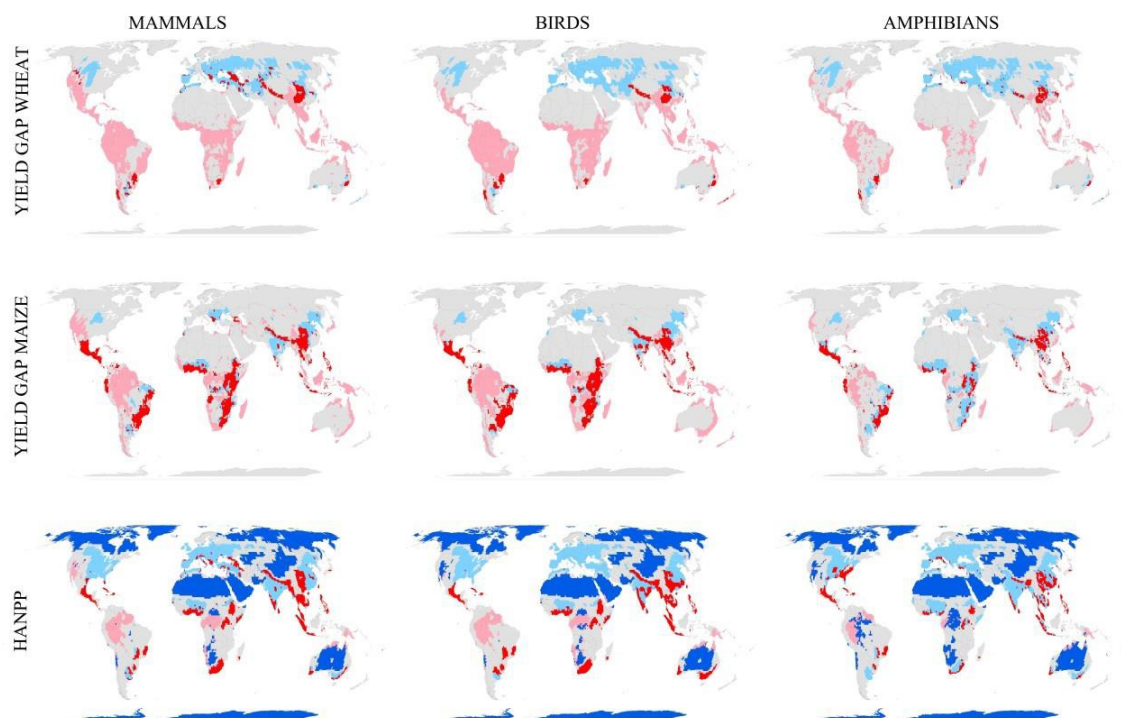 MAMMALS
BIRDS
AMPHIBIANS
YIELD GAP WHEAT
YIELD GAP MAIZE
HANPP